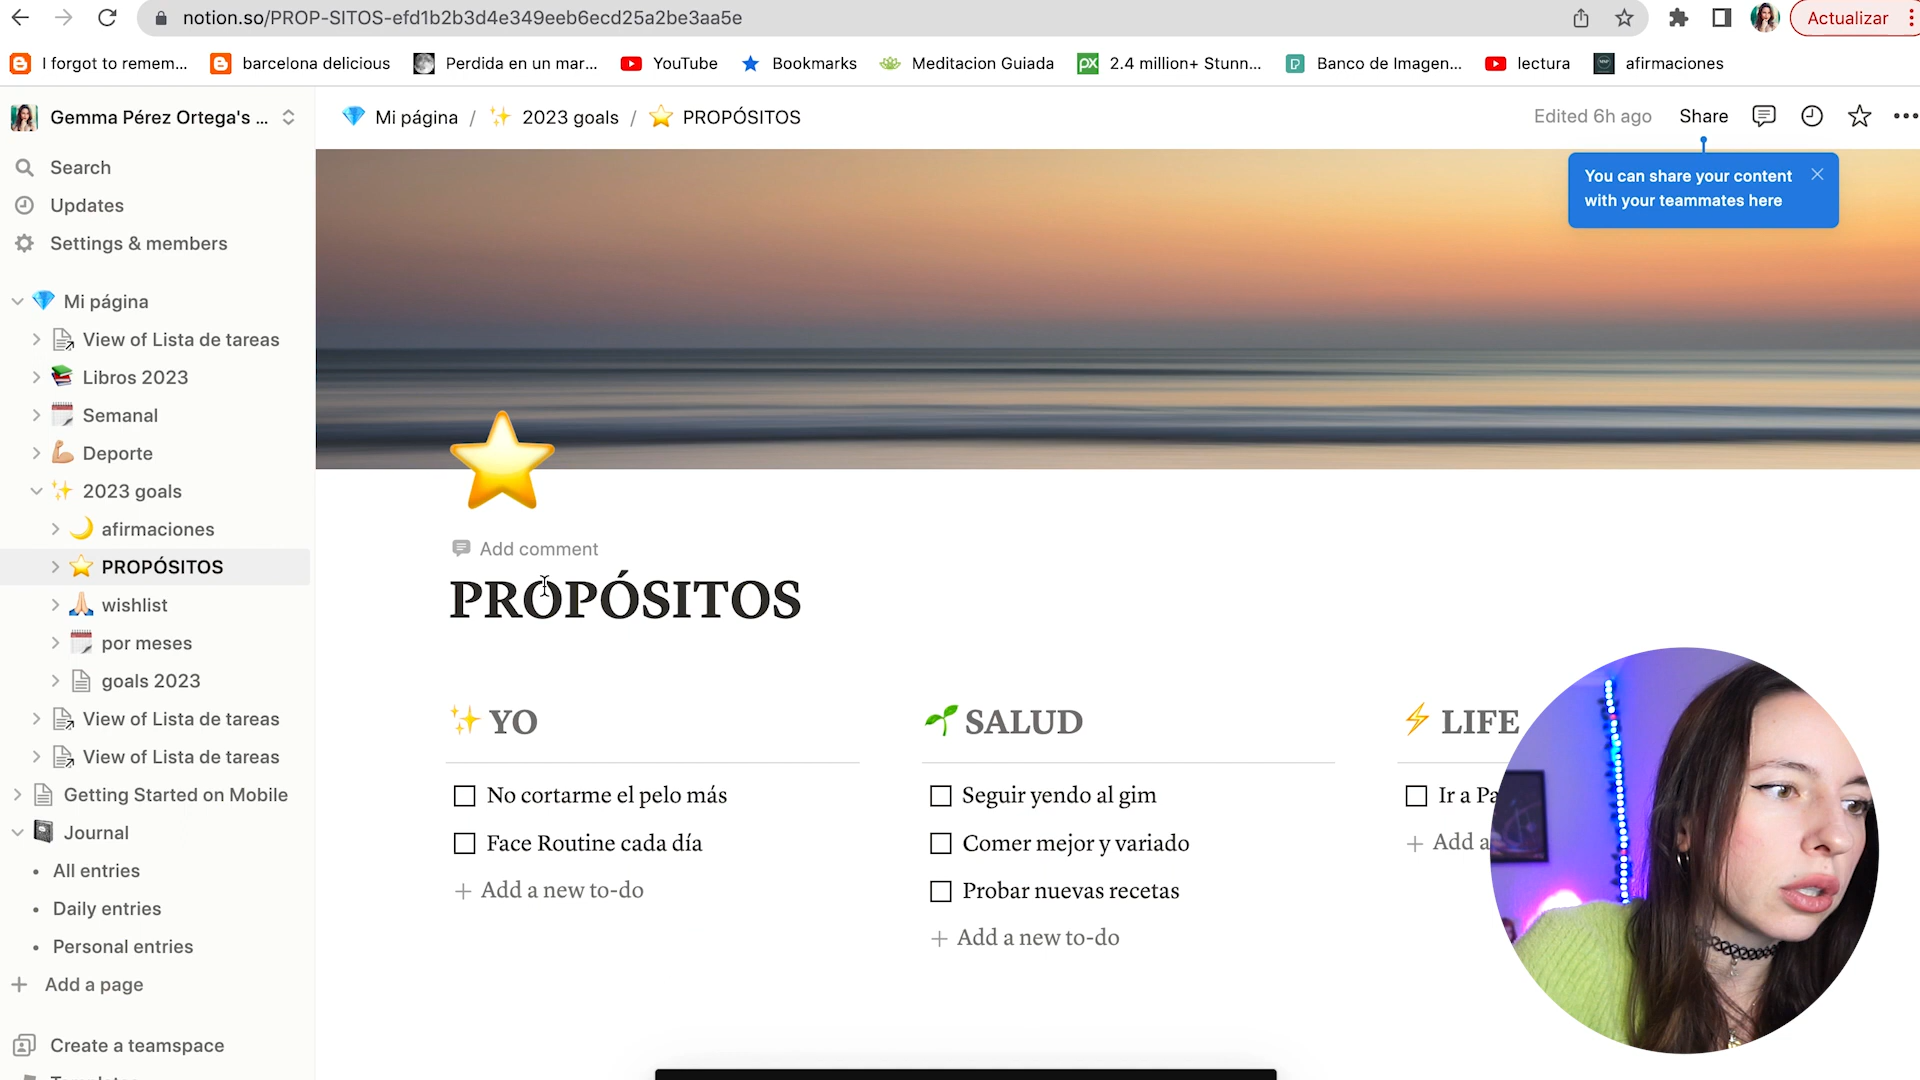 notion.so/PROP-SITOS-efd1b2b3d4e349eeb6ecd25a2be3aa5e
Actualizar
I forgot to remem...
barcelona delicious
Perdida en un mar...
YouTube
Bookmarks
Meditacion Guiada
2.4 million+ Stunn...
Banco de Imagen...
lectura
afirmaciones
Gemma Pérez Ortega's ...
Mi página / 2023 goals / PROPÓSITOS
Edited 6h ago
Share
You can share your content
with your teammates here
Search
Updates
Settings & members
Mi página
View of Lista de tareas
Libros 2023
Semanal
Deporte
2023 goals
afirmaciones
PROPÓSITOS
wishlist
por meses
goals 2023
View of Lista de tareas
View of Lista de tareas
Getting Started on Mobile
Journal
All entries
Daily entries
Personal entries
Add a page
Create a teamspace
Add comment
PROPÓSITOS
YO
No cortarme el pelo más
Face Routine cada día
Add a new to-do
SALUD
Seguir yendo al gim
Comer mejor y variado
Probar nuevas recetas
Add a new to-do
LIFE
Ir a
Add a